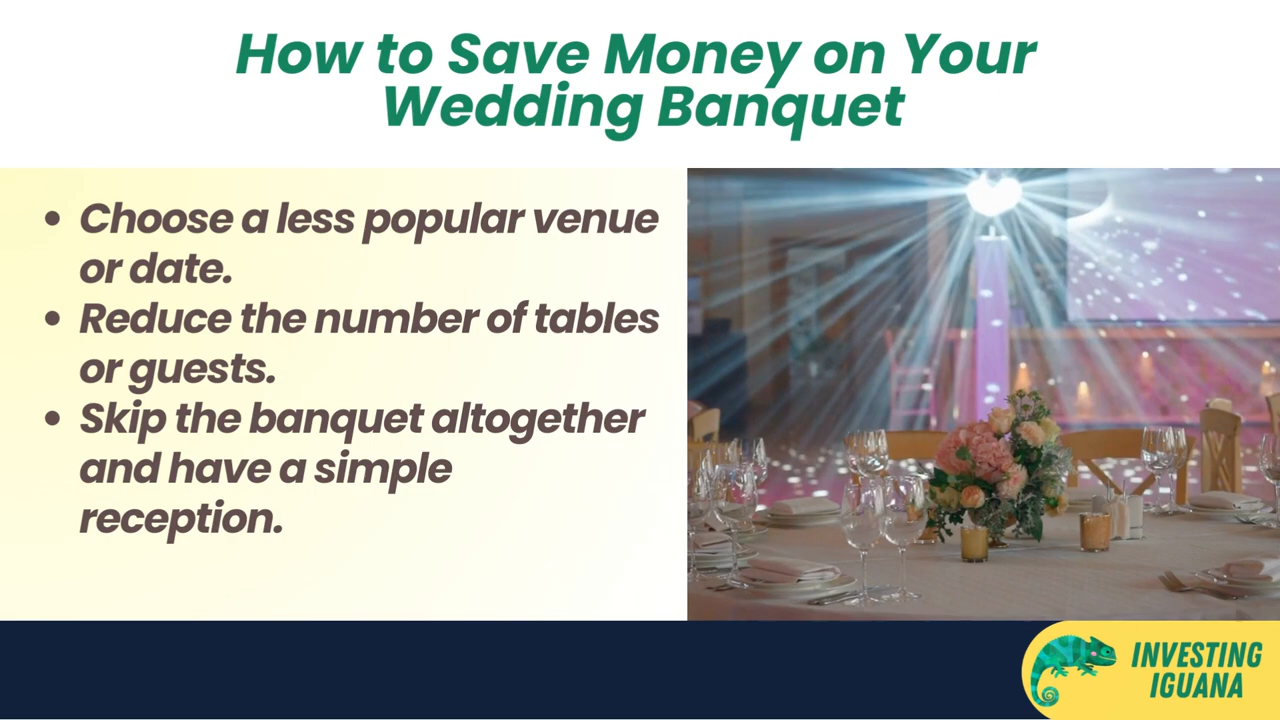 How to Save Money on Your
Wedding Banquet
• Choose a less popular venue
or date.
• Reduce the number of tables
or guests.
• Skip the banquet altogether
and have a simple
reception.
INVESTING
IGUANA